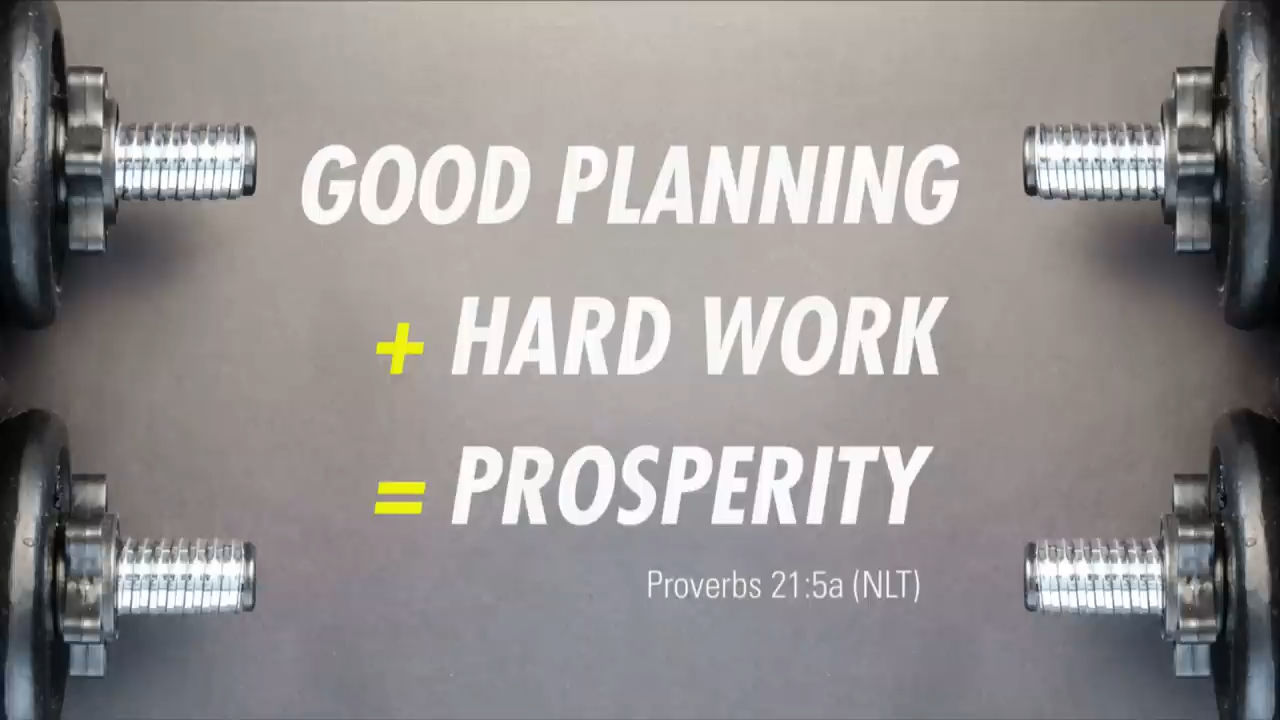 GOOD PLANNING
+ HARD WORK
= PROSPERITY
Proverbs 21:5a (NLT)